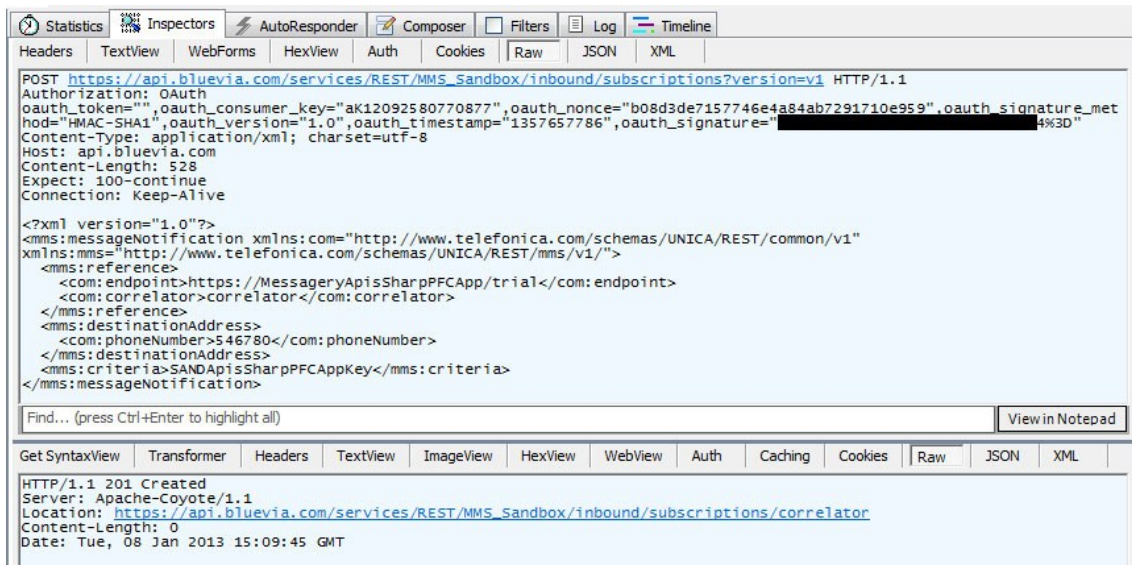 Statistics Inspectors AutoResponder Composer Filters Log Timeline
Headers TextView WebForms HexView Auth Cookies Raw JSON XML
POST https://api.bluevia.com/services/REST/MMS_Sandbox/inbound/subscriptions?version=v1 HTTP/1.1
Authorization: OAuth
oauth_token="",oauth_consumer_key="aK12092580770877",oauth_nonce="b08d3de7157746e4a84ab7291710e959",oauth_signature_met
hod="HMAC-SHA1",oauth_version="1.0",oauth_timestamp="1357657786",oauth_signature=" 4%3D"
Content-Type: application/xml; charset=utf-8
Host: api.bluevia.com
Content-Length: 528
Expect: 100-continue
Connection: Keep-Alive
<?xml version="1.0"?>
<mms:messageNotification xmlns:com="http://www.telefonica.com/schemas/UNICA/REST/common/v1"
xmlns:mms="http://www.telefonica.com/schemas/UNICA/REST/mms/v1/">
<mms:reference>
<com:endpoint>https://MessageryApisSharpPFCApp/trial</com:endpoint>
<com:correlator>correlator</com:correlator>
</mms:reference>
<mms:destinationAddress>
<com:phoneNumber>546780</com:phoneNumber>
</mms:destinationAddress>
<mms:criteria>SANDApisSharpPFCAppKey</mms:criteria>
</mms:messageNotification>
Find... (press Ctrl+Enter to highlight all) View in Notepad
Get SyntaxView Transformer Headers TextView ImageView HexView WebView Auth Caching Cookies Raw JSON XML
HTTP/1.1 201 Created
Server: Apache-Coyote/1.1
Location: https://api.bluevia.com/services/REST/MMS_Sandbox/inbound/subscriptions/correlator
Content-Length: 0
Date: Tue, 08 Jan 2013 15:09:45 GMT